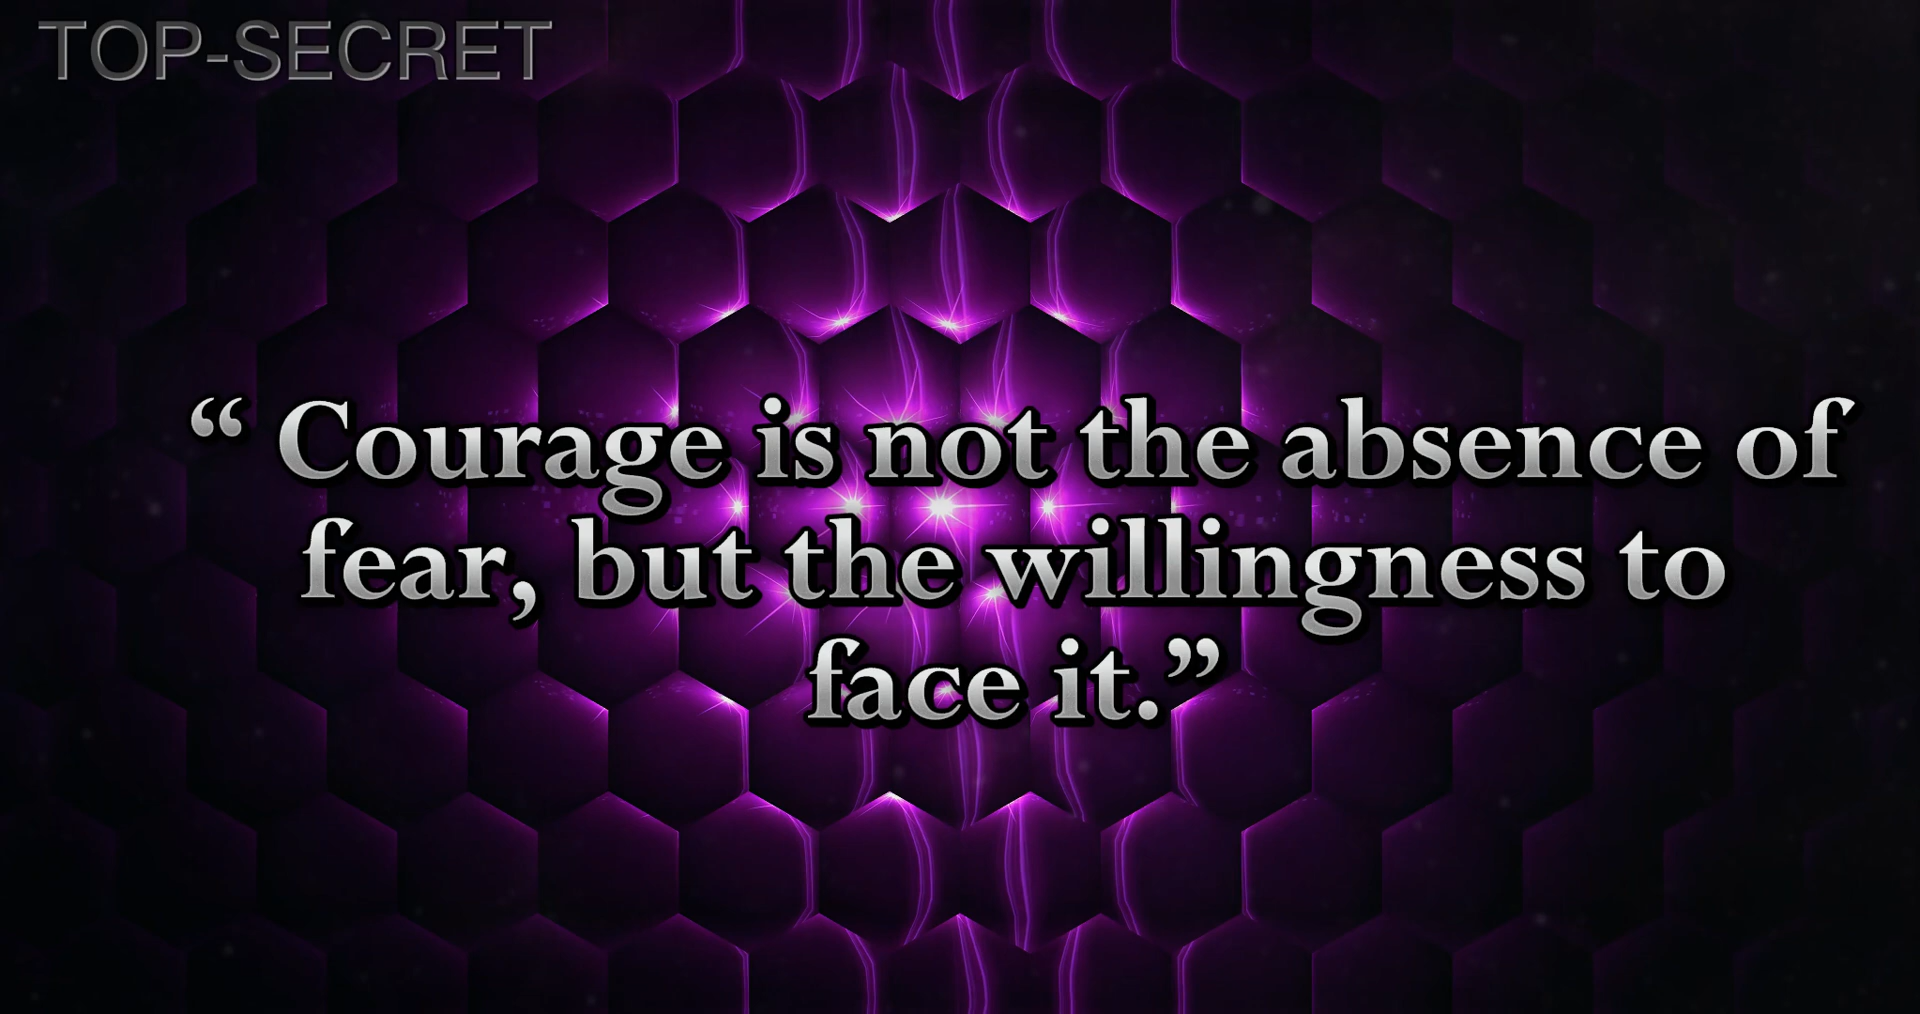 TOP-SECRET
“ Courage is not the absence of
fear, but the willingness to
face it.”